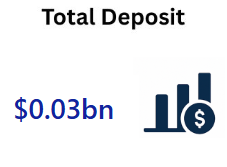 Total Deposit
$0.03bn
$